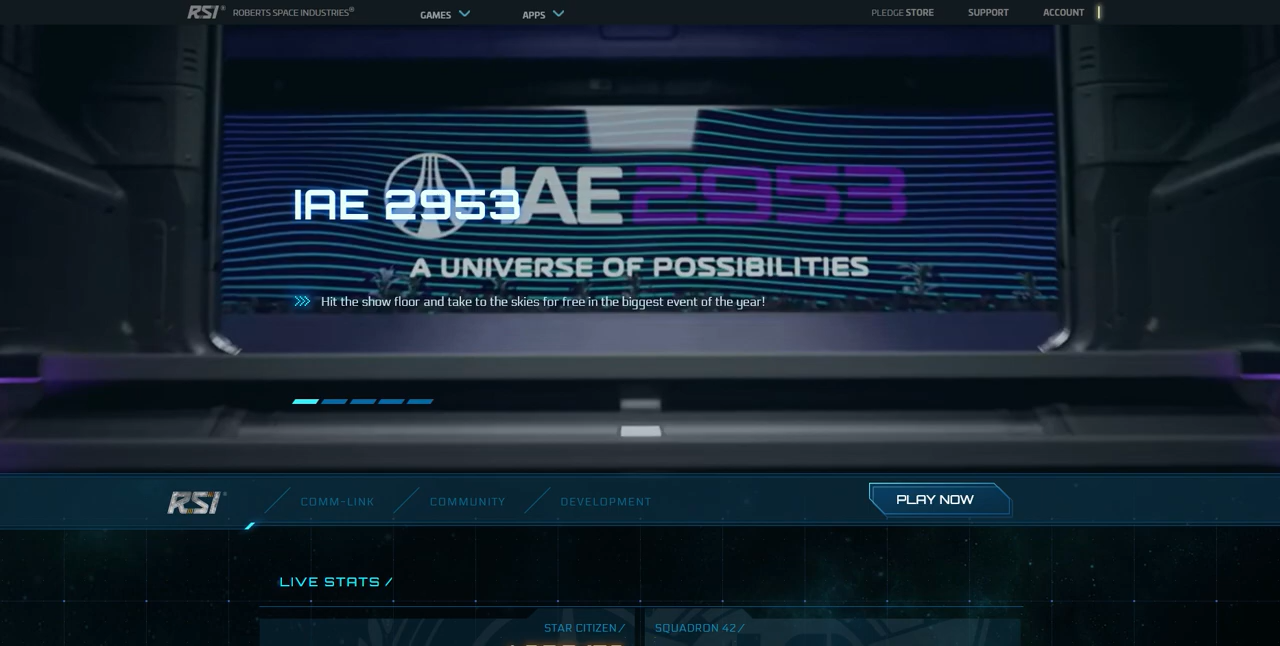 RSI® ROBERTS SPACE INDUSTRIES® GAMES APPS PLEDGE STORE SUPPORT ACCOUNT
IAE 2953
IAE 2953
A UNIVERSE OF POSSIBILITIES
Hit the show floor and take to the skies for free in the biggest event of the year!
RSI® COMM-LINK COMMUNITY DEVELOPMENT PLAY NOW
LIVE STATS /
STAR CITIZEN / SQUADRON 42 /